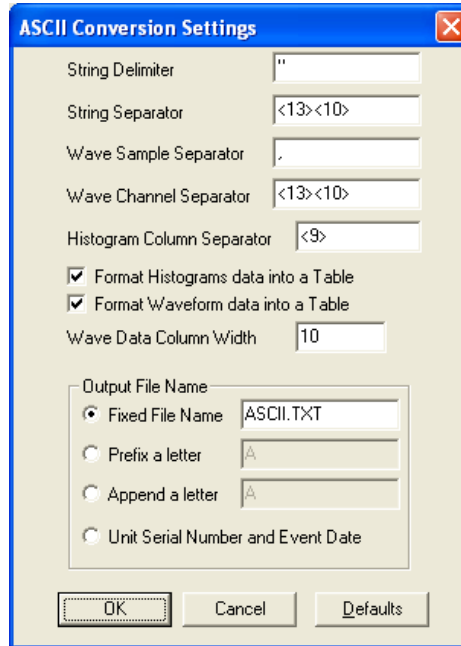 ASCII Conversion Settings
String Delimiter "
String Separator <13><10>
Wave Sample Separator ,
Wave Channel Separator <13><10>
Histogram Column Separator <9>
Format Histograms data into a Table
Format Waveform data into a Table
Wave Data Column Width 10
Output File Name
Fixed File Name ASCII.TXT
Prefix a letter A
Append a letter A
Unit Serial Number and Event Date
OK Cancel Defaults